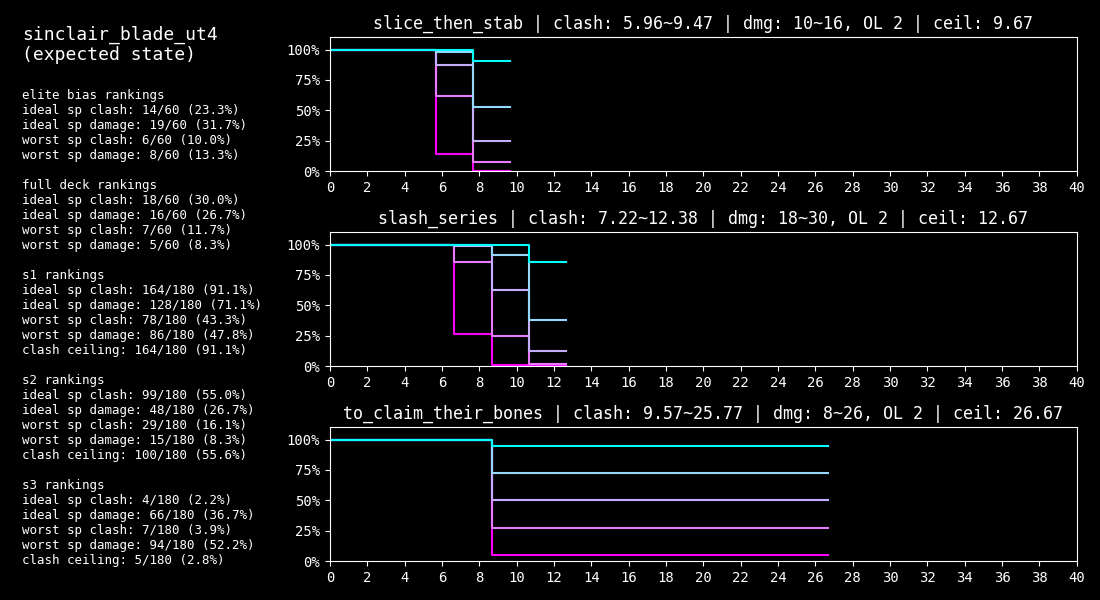 sinclair_blade_ut4
(expected state)
elite bias rankings
ideal sp clash: 14/60 (23.3%)
ideal sp damage: 19/60 (31.7%)
worst sp clash: 6/60 (10.0%)
worst sp damage: 8/60 (13.3%)
full deck rankings
ideal sp clash: 18/60 (30.0%)
ideal sp damage: 16/60 (26.7%)
worst sp clash: 7/60 (11.7%)
worst sp damage: 5/60 (8.3%)
s1 rankings
ideal sp clash: 164/180 (91.1%)
ideal sp damage: 128/180 (71.1%)
worst sp clash: 78/180 (43.3%)
worst sp damage: 86/180 (47.8%)
clash ceiling: 164/180 (91.1%)
s2 rankings
ideal sp clash: 99/180 (55.0%)
ideal sp damage: 48/180 (26.7%)
worst sp clash: 29/180 (16.1%)
worst sp damage: 15/180 (8.3%)
clash ceiling: 100/180 (55.6%)
s3 rankings
ideal sp clash: 4/180 (2.2%)
ideal sp damage: 66/180 (36.7%)
worst sp clash: 7/180 (3.9%)
worst sp damage: 94/180 (52.2%)
clash ceiling: 5/180 (2.8%)
slice_then_stab | clash: 5.96~9.47 | dmg: 10~16, OL 2 | ceil: 9.67
100%
75%
50%
25%
0%
0 2 4 6 8 10 12 14 16 18 20 22 24 26 28 30 32 34 36 38 40
slash_series | clash: 7.22~12.38 | dmg: 18~30, OL 2 | ceil: 12.67
100%
75%
50%
25%
0%
0 2 4 6 8 10 12 14 16 18 20 22 24 26 28 30 32 34 36 38 40
to_claim_their_bones | clash: 9.57~25.77 | dmg: 8~26, OL 2 | ceil: 26.67
100%
75%
50%
25%
0%
0 2 4 6 8 10 12 14 16 18 20 22 24 26 28 30 32 34 36 38 40